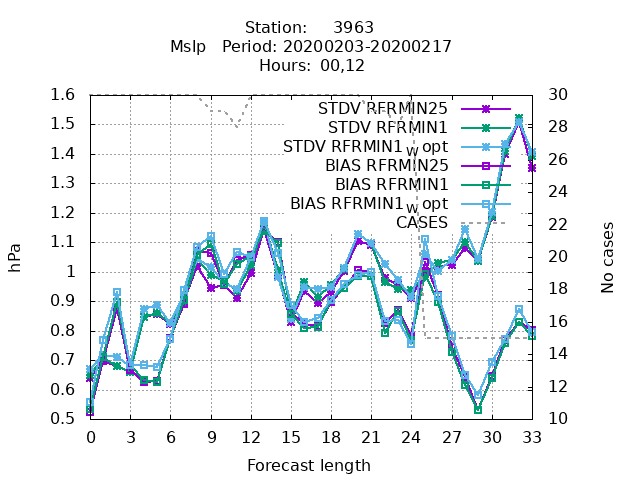 Station:     3963
Mslp   Period: 20200203-20200217
Hours:  00,12
STDV RFRMIN25
STDV RFRMIN1
STDV RFRMIN1w opt
BIAS RFRMIN25
BIAS RFRMIN1
BIAS RFRMIN1w opt
CASES
hPa
1.6
1.5
1.4
1.3
1.2
1.1
1
0.9
0.8
0.7
0.6
0.5
30
28
26
24
22
20
18
16
14
12
10
No cases
0 3 6 9 12 15 18 21 24 27 30 33
Forecast length